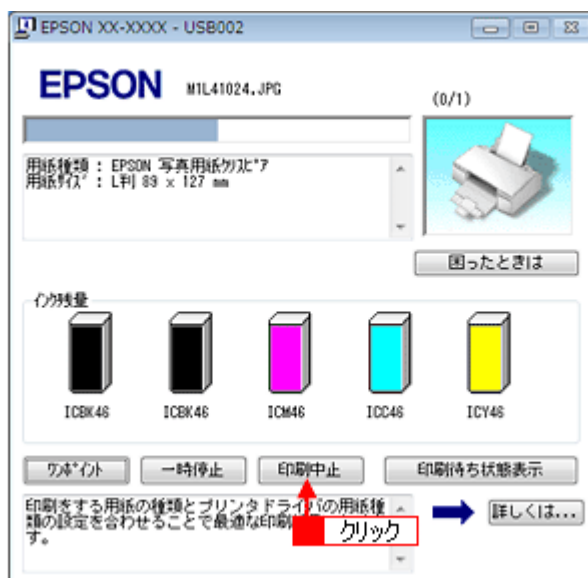 EPSON XX-XXXX - USB002
EPSON M1L41024.JPG
(0/1)
用紙種類 : EPSON 写真用紙クリスピア
用紙サイズ : L判 89 x 127 mm
困ったときは
インク残量
ICBK46 ICBK46 ICM46 ICC46 ICY46
ワンポイント 一時停止 印刷中止 印刷待ち状態表示
印刷をする用紙の種類とプリンタドライバの用紙種
類の設定を合わせることで最適な印刷
す。
クリック
詳しくは...